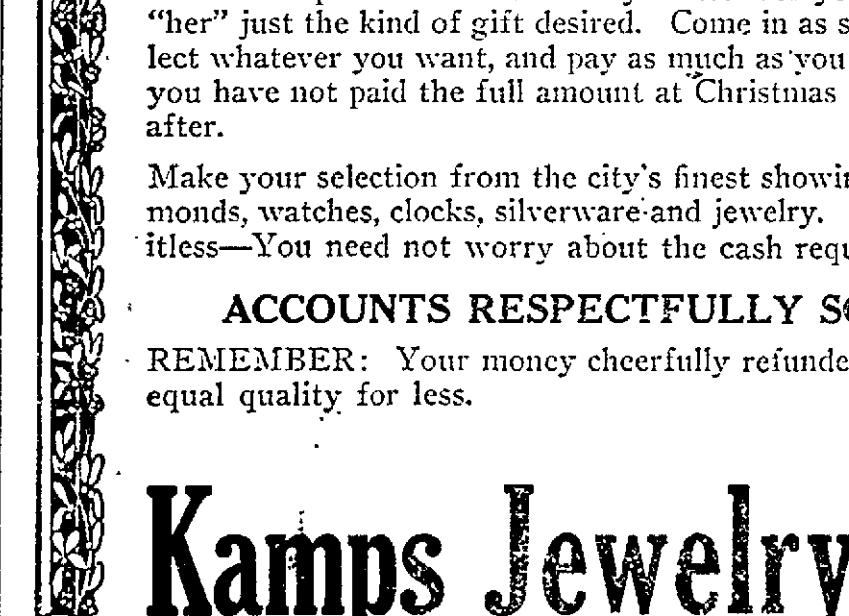 "her" just the kind of gift desired. Come in as s
lect whatever you want, and pay as much as you
you have not paid the full amount at Christmas
after.
Make your selection from the city's finest showin
monds, watches, clocks, silverware and jewelry.
itless—You need not worry about the cash requ
ACCOUNTS RESPECTFULLY SO
REMEMBER: Your money cheerfully refunde
equal quality for less.
Kamps Jewelry